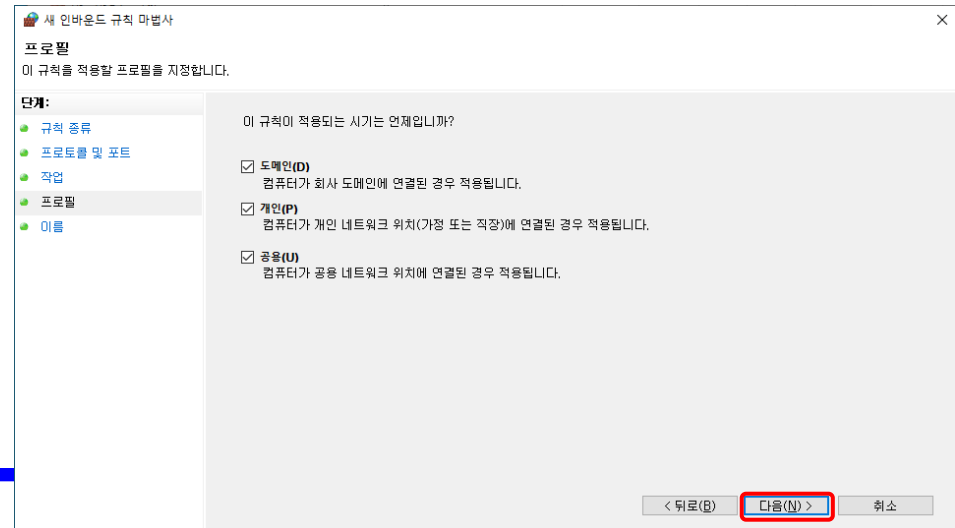 새 인바운드 규칙 마법사
프로필
이 규칙을 적용할 프로필을 지정합니다.
단계:
규칙 종류
프로토콜 및 포트
작업
프로필
이름
이 규칙이 적용되는 시기는 언제입니까?
도메인(D)
컴퓨터가 회사 도메인에 연결된 경우 적용됩니다.
개인(P)
컴퓨터가 개인 네트워크 위치(가정 또는 직장)에 연결된 경우 적용됩니다.
공용(U)
컴퓨터가 공용 네트워크 위치에 연결된 경우 적용됩니다.
< 뒤로(B) 다음(N) > 취소